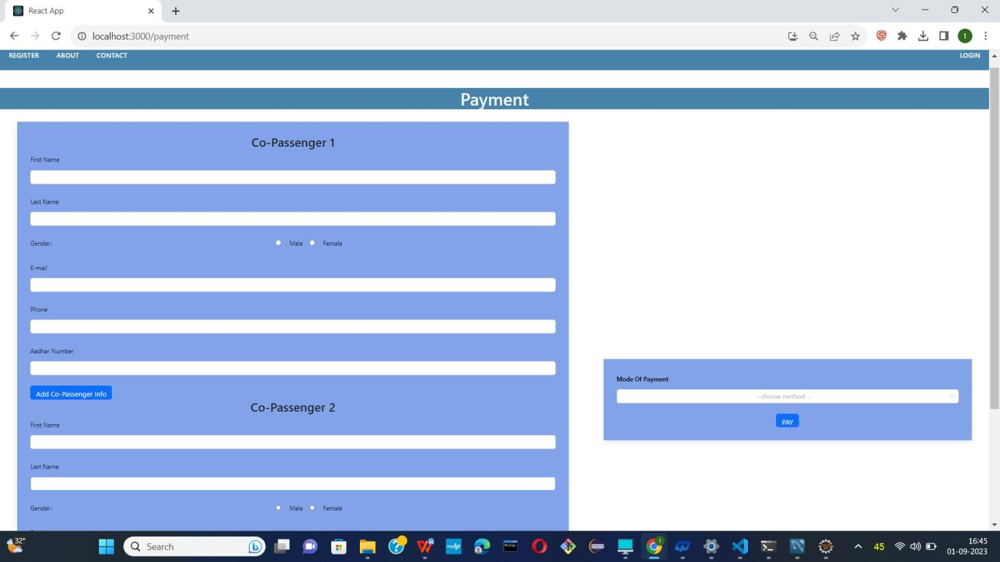 React App
localhost:3000/payment
t
REGISTER ABOUT CONTACT LOGIN
Payment
Co-Passenger 1
First Name
Last Name
Gender: Male Female
E-mail
Phone
Aadhar Number
Add Co-Passenger Info
Mode Of Payment
--choose method --
PAY
Co-Passenger 2
First Name
Last Name
Gender: Male Female
32°
Search
45
16:45
01-09-2023